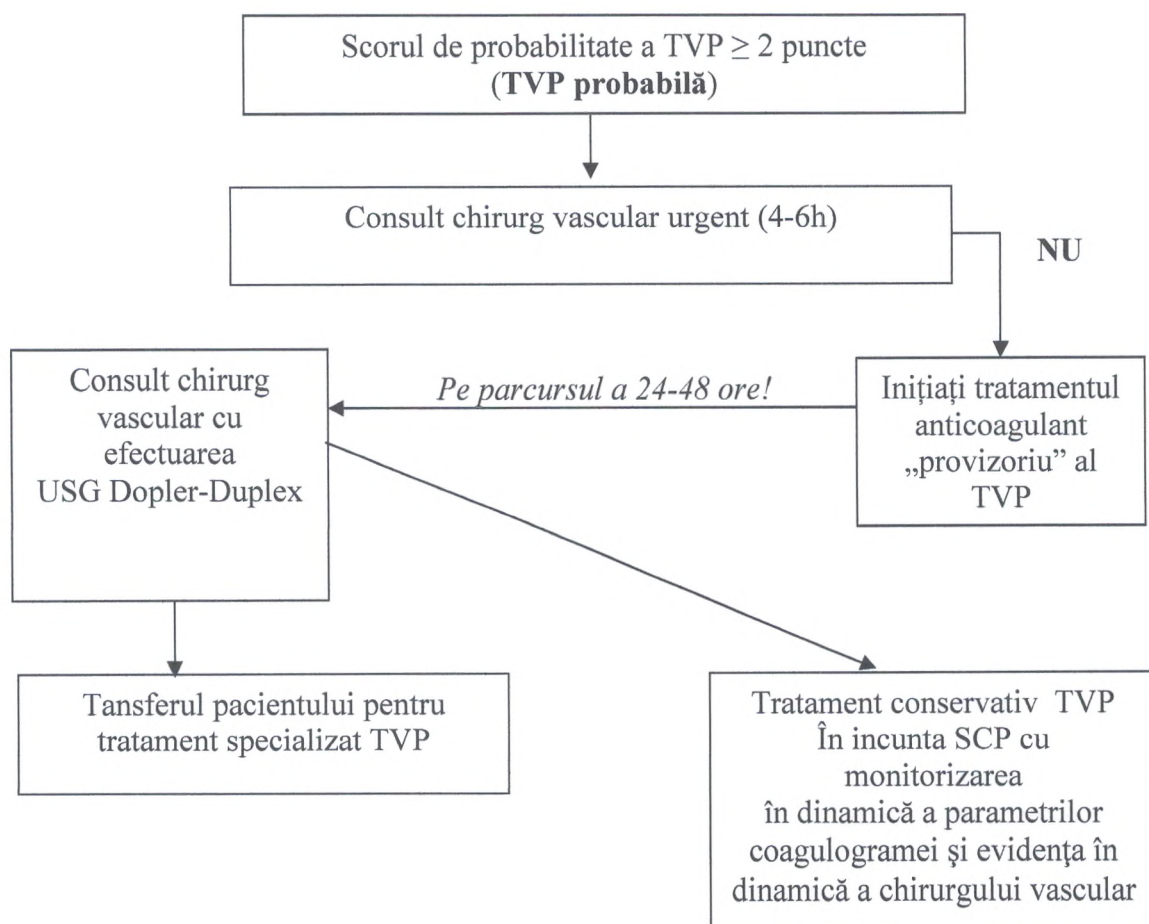 Scorul de probabilitate a TVP ≥ 2 puncte
(TVP probabilă)
Consult chirurg vascular urgent (4-6h)
NU
Consult chirurg
vascular cu
efectuarea
USG Dopler-Duplex
Pe parcursul a 24-48 ore!
Inițiați tratamentul
anticoagulant
„provizoriu” al
TVP
Tansferul pacientului pentru
tratament specializat TVP
Tratament conservativ TVP
În incunta SCP cu
monitorizarea
în dinamică a parametrilor
coagulogramei şi evidenţa în
dinamică a chirurgului vascular